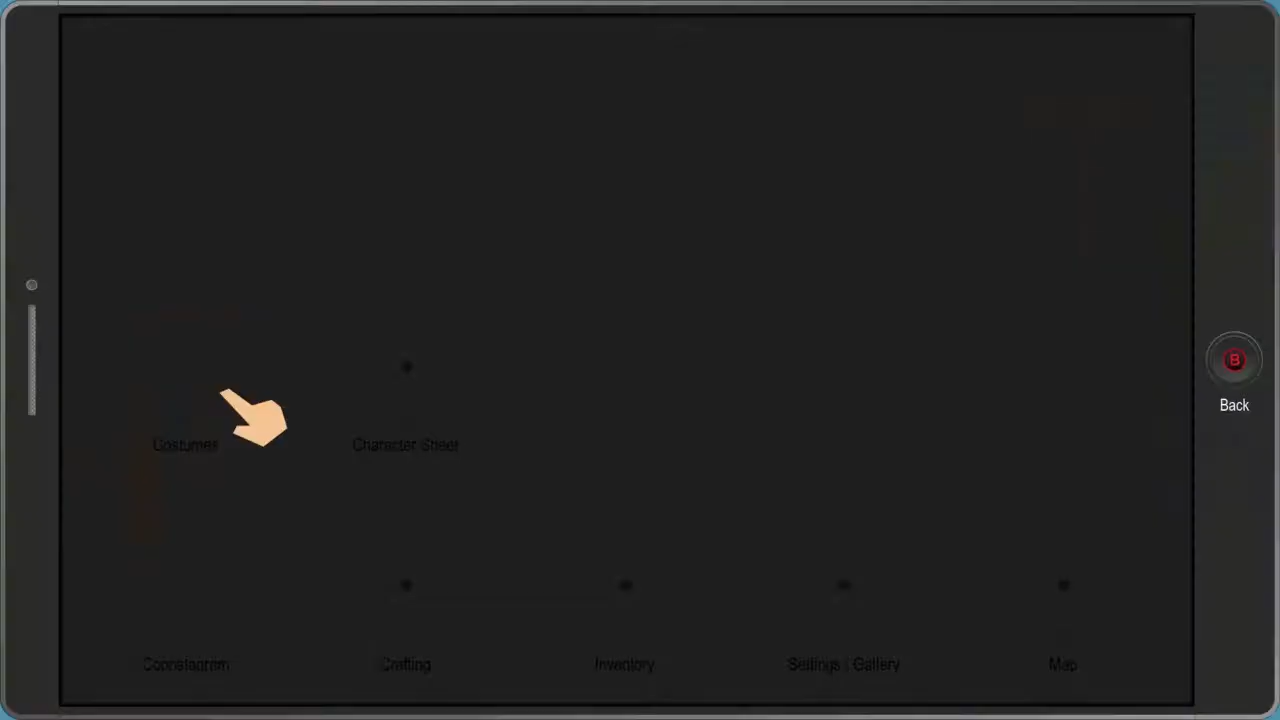 B
Back
Costumes
Character Sheet
Coonstagram
Crafting
Inventory
Settings | Gallery
Map